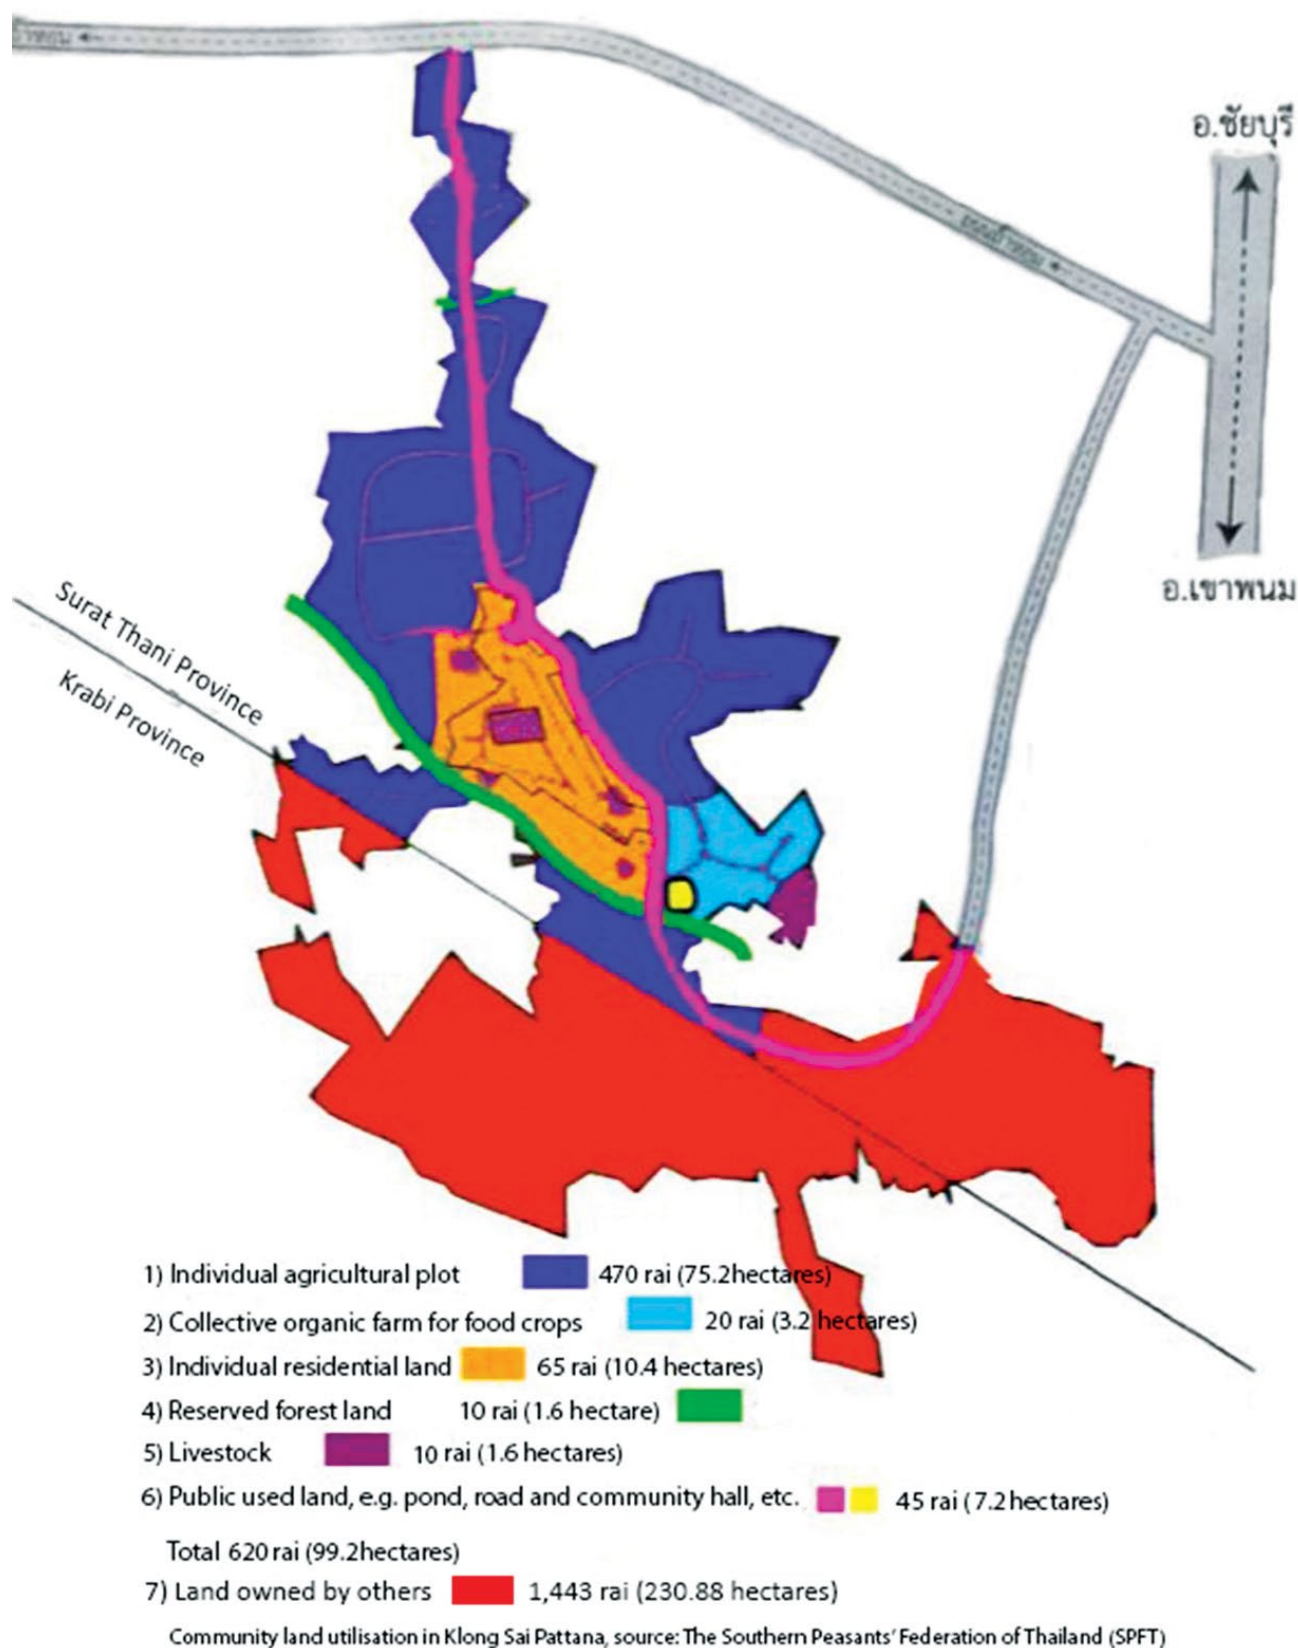 อ.ชัยบุรี
อ.เขาพนม
Surat Thani Province
Krabi Province
1) Individual agricultural plot 470 rai (75.2hectares)
2) Collective organic farm for food crops 20 rai (3.2 hectares)
3) Individual residential land 65 rai (10.4 hectares)
4) Reserved forest land 10 rai (1.6 hectare)
5) Livestock 10 rai (1.6 hectares)
6) Public used land, e.g. pond, road and community hall, etc. 45 rai (7.2 hectares)
Total 620 rai (99.2hectares)
7) Land owned by others 1,443 rai (230.88 hectares)
Community land utilisation in Klong Sai Pattana, source: The Southern Peasants' Federation of Thailand (SPFT)